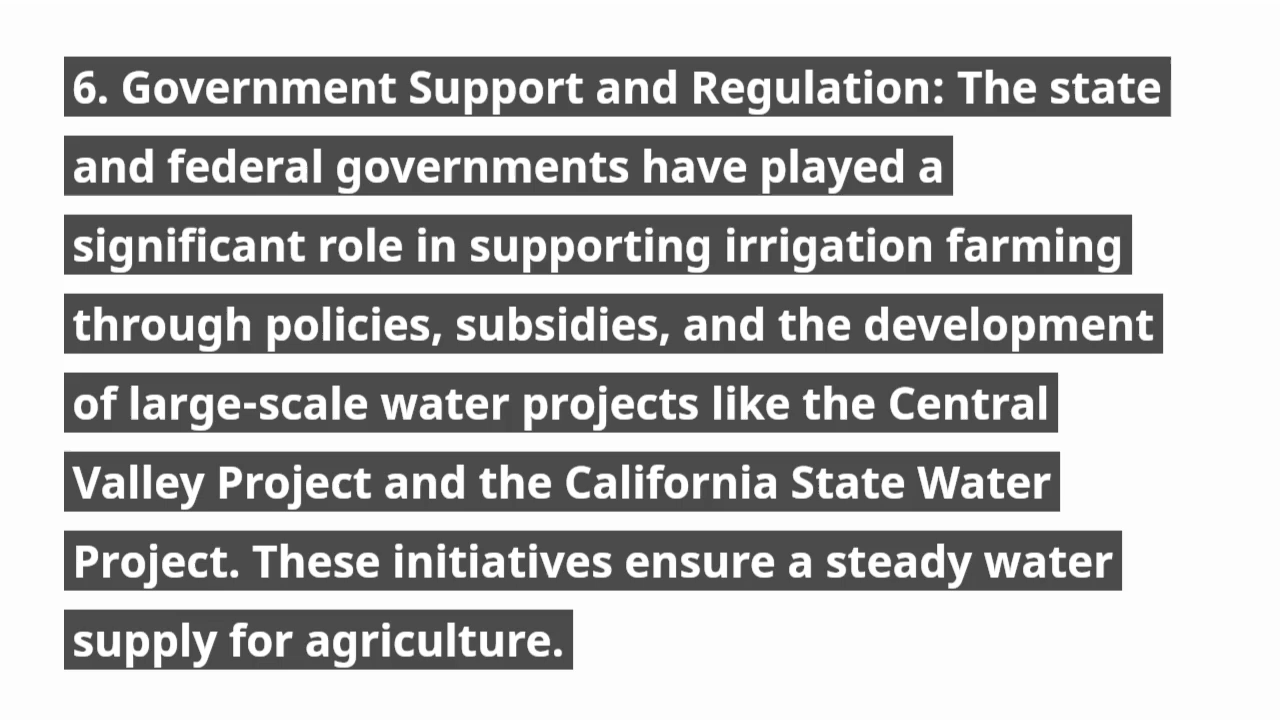 6. Government Support and Regulation: The state
and federal governments have played a
significant role in supporting irrigation farming
through policies, subsidies, and the development
of large-scale water projects like the Central
Valley Project and the California State Water
Project. These initiatives ensure a steady water
supply for agriculture.